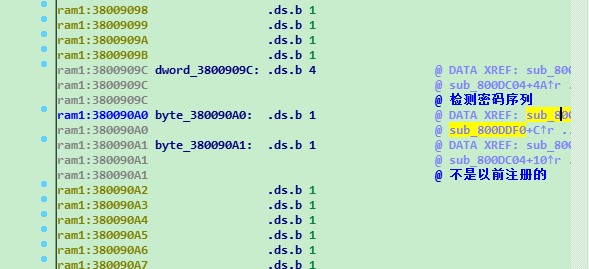 ram1:38009098 .ds.b 1
ram1:38009099 .ds.b 1
ram1:3800909A .ds.b 1
ram1:3800909B .ds.b 1
ram1:3800909C dword_3800909C: .ds.b 4 @ DATA XREF: sub_800
ram1:3800909C @ sub_800DC04+4A↑r .
ram1:3800909C @ 检测密码序列
ram1:380090A0 byte_380090A0: .ds.b 1 @ DATA XREF: sub_800
ram1:380090A0 @ sub_800DDF0+C↑r ..
ram1:380090A1 byte_380090A1: .ds.b 1 @ DATA XREF: sub_800
ram1:380090A1 @ sub_800DC04+10↑r .
ram1:380090A1 @ 不是以前注册的
ram1:380090A2 .ds.b 1
ram1:380090A3 .ds.b 1
ram1:380090A4 .ds.b 1
ram1:380090A5 .ds.b 1
ram1:380090A6 .ds.b 1
ram1:380090A7 .ds.b 1